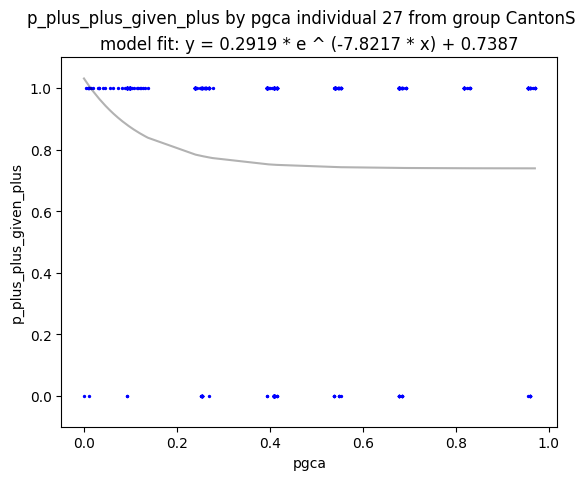 p_plus_plus_given_plus by pgca individual 27 from group CantonS
model fit: y = 0.2919 * e ^ (-7.8217 * x) + 0.7387
1.0
0.8
0.6
0.4
0.2
0.0
p_plus_plus_given_plus
0.0 0.2 0.4 0.6 0.8 1.0
pgca